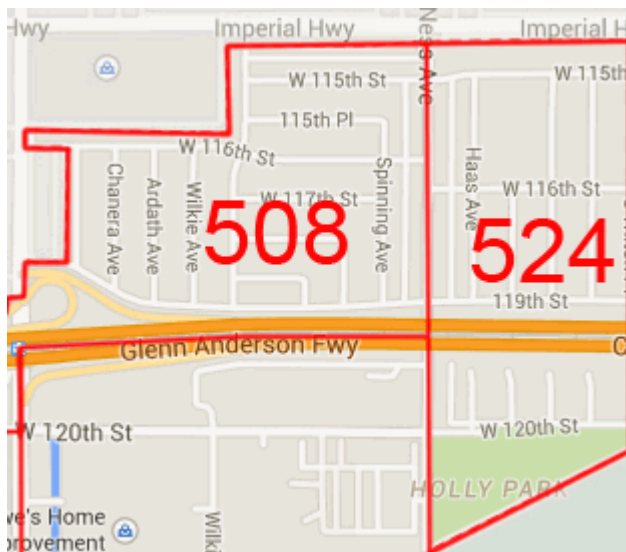 Hwy
Imperial Hwy
Ness Ave
Imperial H
W 115th St
W 115th
115th Pl
W 116th St
Chanera Ave
Ardath Ave
Wilkie Ave
W 117th St
Spinning Ave
Haas Ave
W 116th St
508
524
119th St
Glenn Anderson Fwy
C
W 120th St
W 120th St
HOLLY PARK
we's Home
provement
Wilki